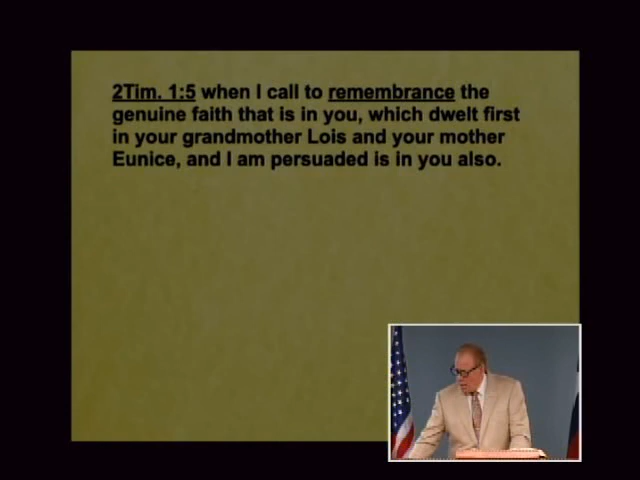 2Tim. 1:5 when I call to remembrance the
genuine faith that is in you, which dwelt first
in your grandmother Lois and your mother
Eunice, and I am persuaded is in you also.